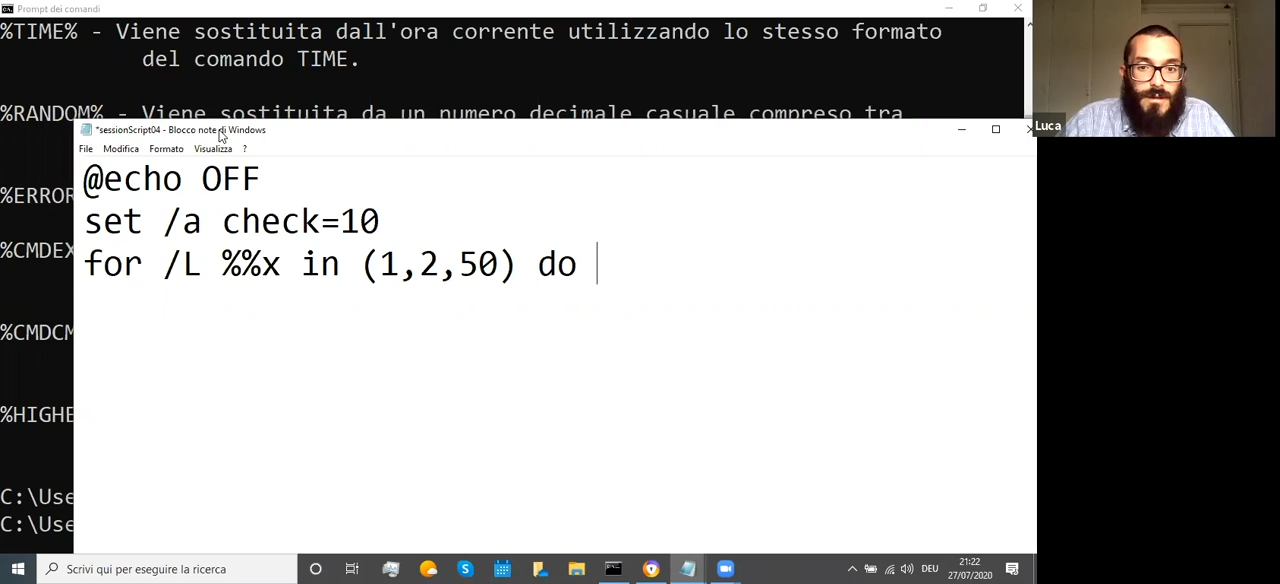 Prompt dei comandi
%TIME% - Viene sostituita dall'ora corrente utilizzando lo stesso formato
del comando TIME.
%RANDOM% - Viene sostituita da un numero decimale casuale compreso tra
*sessionScript04 - Blocco note di Windows
File Modifica Formato Visualizza ?
@echo OFF
set /a check=10
for /L %%x in (1,2,50) do
%ERROR
%CMDEX
%CMDCM
%HIGHE
C:\Use
C:\Use
Luca
Scrivi qui per eseguire la ricerca
DEU
21:22
27/07/2020